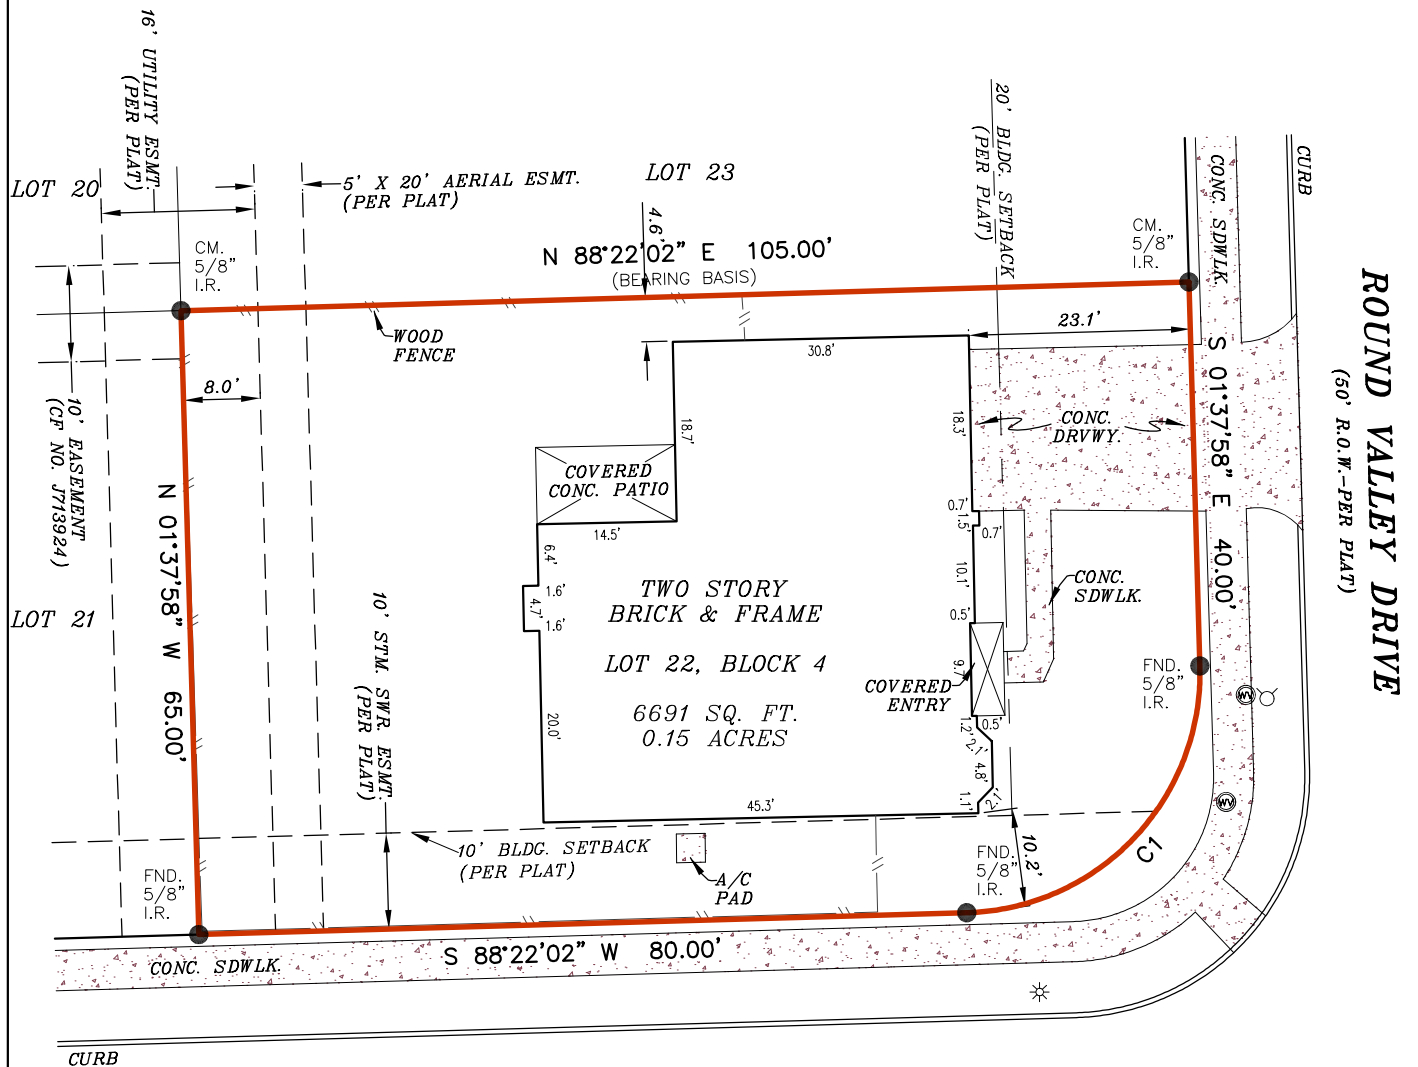 16' UTILITY ESMT.
(PER PLAT)
LOT 20
5' X 20' AERIAL ESMT.
(PER PLAT)
LOT 23
4.6'
20' BLDG. SETBACK
(PER PLAT)
CURB
CONC. SDWLK
CM.
5/8"
I.R.
N 88°22'02" E 105.00'
(BEARING BASIS)
CM.
5/8"
I.R.
ROUND VALLEY DRIVE
(50' R.O.W.-PER PLAT)
WOOD
FENCE
23.1'
30.8'
8.0'
10' EASEMENT
(CF NO. J713924)
S 01°37'58" E 40.00'
18.7'
18.3'
CONC.
DRVWY.
COVERED
CONC. PATIO
14.5'
0.7'
1.5'
0.7'
N 01°37'58" W 65.00'
6.4'
1.6'
4.7'
1.6'
10.1'
0.5'
CONC.
SDWLK.
TWO STORY
BRICK & FRAME
LOT 22, BLOCK 4
6691 SQ. FT.
0.15 ACRES
LOT 21
10' STM. SWR. ESMT.
(PER PLAT)
9.7'
COVERED
ENTRY
FND.
5/8"
I.R.
WV
20.0'
1.2'
0.5'
2.1'
4.8'
2.1'
1.1'
45.3'
WV
10' BLDG. SETBACK
(PER PLAT)
A/C
PAD
10.2'
C1
FND.
5/8"
I.R.
FND.
5/8"
I.R.
S 88°22'02" W 80.00'
CONC. SDWLK.
CURB